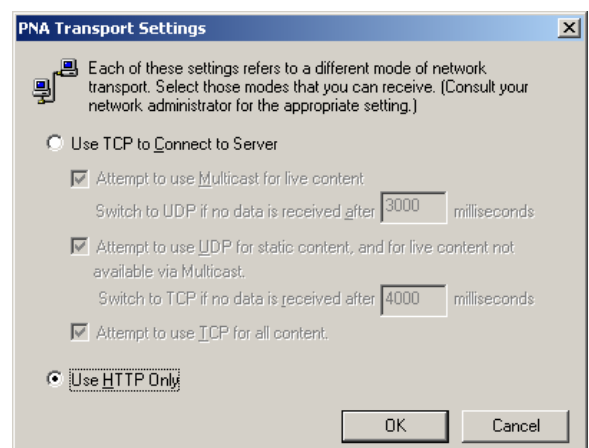 PNA Transport Settings
Each of these settings refers to a different mode of network
transport. Select those modes that you can receive. (Consult your
network administrator for the appropriate setting.)
Use TCP to Connect to Server
Attempt to use Multicast for live content
Switch to UDP if no data is received after 3000 milliseconds
Attempt to use UDP for static content, and for live content not
available via Multicast.
Switch to TCP if no data is received after 4000 milliseconds
Attempt to use TCP for all content.
Use HTTP Only
OK Cancel